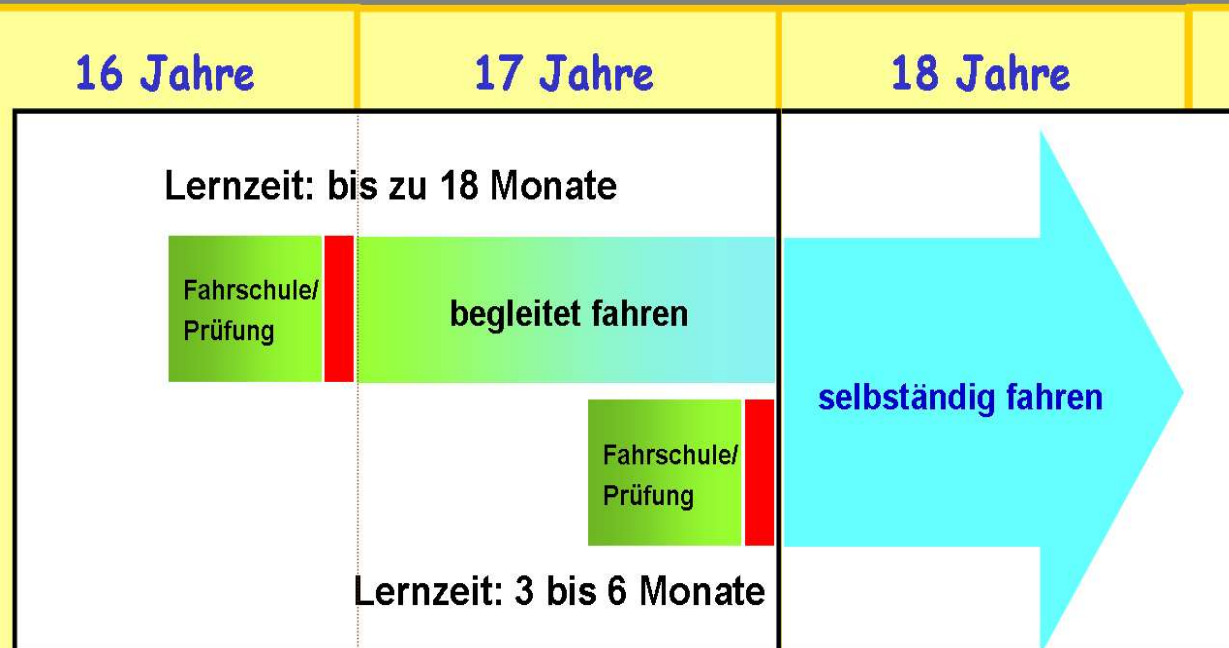 16 Jahre
17 Jahre
18 Jahre
Lernzeit: bis zu 18 Monate
Fahrschule/
Prüfung
begleitet fahren
selbständig fahren
Fahrschule/
Prüfung
Lernzeit: 3 bis 6 Monate